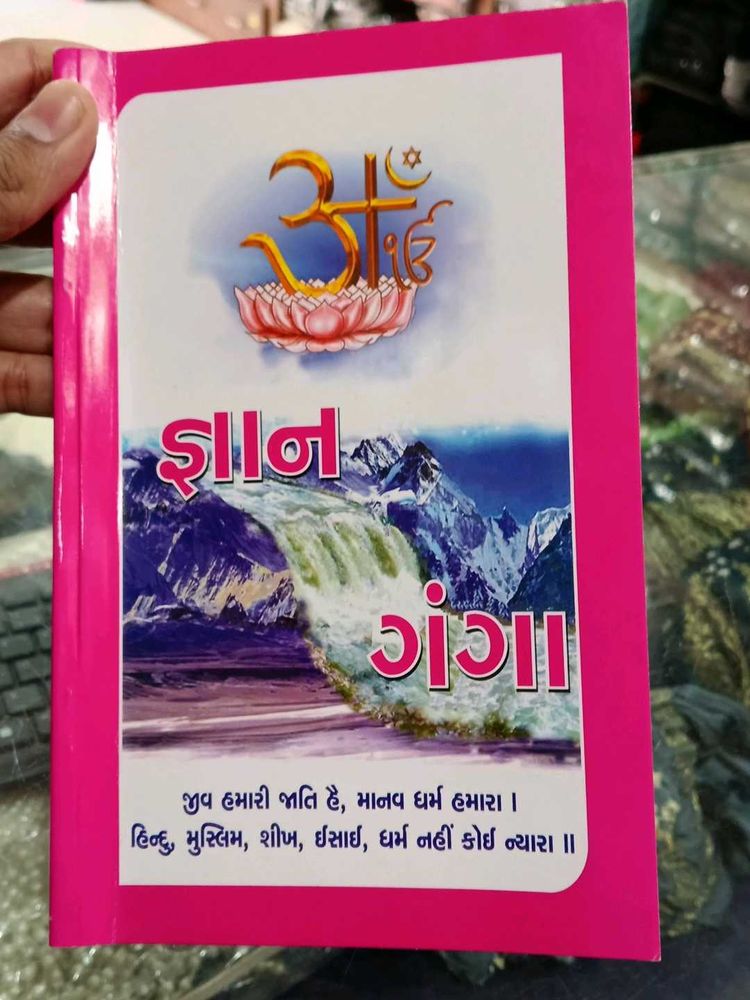 જ્ઞાન
ગંગા
જીવ હમારી જાતિ હૈ, માનવ ધર્મ હમારા |
હિન્દુ, મુસ્લિમ, શીખ, ઈસાઈ, ધર્મ નહીં કોઈ ન્યારા ||